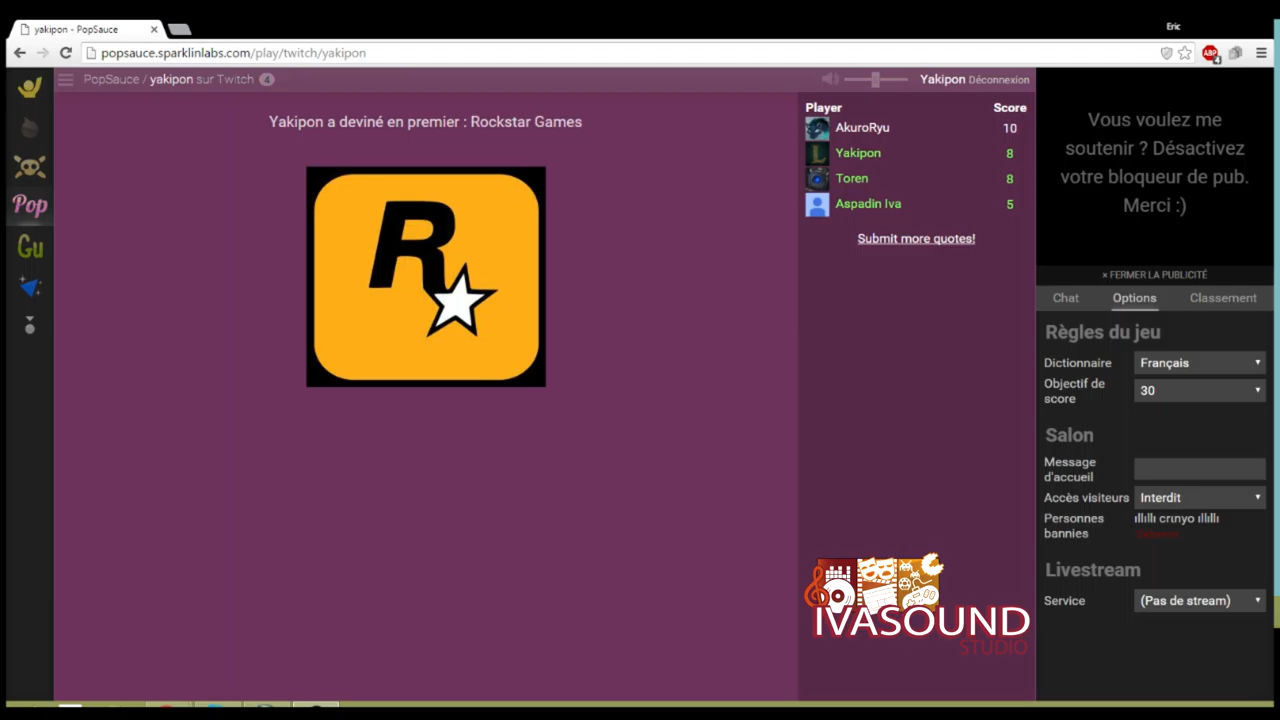 Eric
yakipon - PopSauce
popsauce.sparklinlabs.com/play/twitch/yakipon
ABP
PopSauce / yakipon sur Twitch 4
Yakipon Déconnexion
Pop
Gu
Yakipon a deviné en premier : Rockstar Games
R
Player Score
AkuroRyu 10
Yakipon 8
Toren 8
Aspadin Iva 5
Submit more quotes!
Vous voulez me
soutenir ? Désactivez
votre bloqueur de pub.
Merci :)
× FERMER LA PUBLICITÉ
Chat Options Classement
Règles du jeu
Dictionnaire Français
Objectif de
score 30
Salon
Message
d'accueil
Accès visiteurs Interdit
Personnes
bannies
Livestream
Service (Pas de stream)
IVASOUND
STUDIO